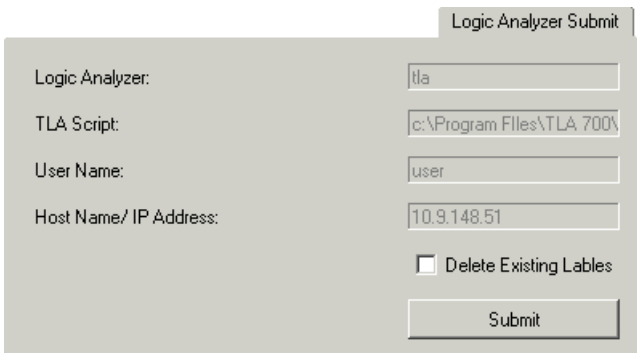 Logic Analyzer Submit
Logic Analyzer: tla
TLA Script: c:\Program FIles\TLA 700\
User Name: user
Host Name/ IP Address: 10.9.148.51
Delete Existing Lables
Submit